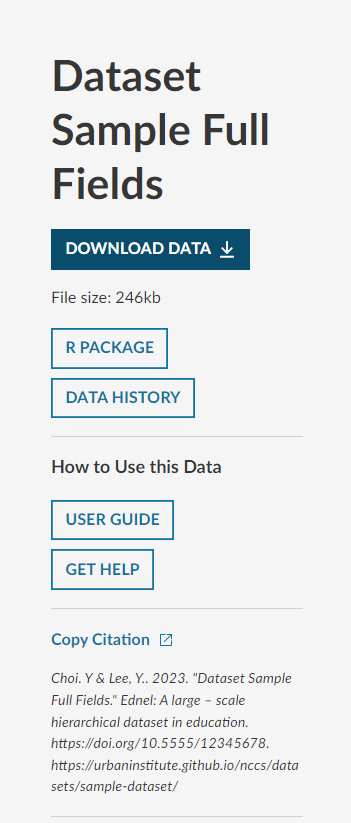 Dataset
Sample Full
Fields
DOWNLOAD DATA
File size: 246kb
R PACKAGE
DATA HISTORY
How to Use this Data
USER GUIDE
GET HELP
Copy Citation
Choi. Y & Lee, Y.. 2023. "Dataset Sample
Full Fields." Ednel: A large – scale
hierarchical dataset in education.
https://doi.org/10.5555/12345678.
https://urbaninstitute.github.io/nccs/data
sets/sample-dataset/